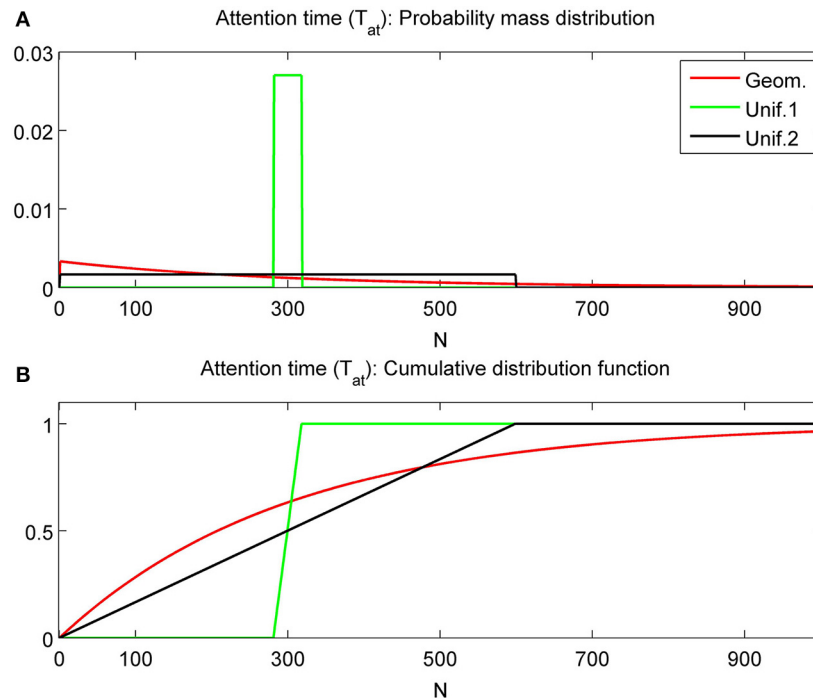 A
Attention time (T_at): Probability mass distribution
0.03
0.02
0.01
0
Geom.
Unif.1
Unif.2
0 100 300 500 700 900
N
B
Attention time (T_at): Cumulative distribution function
1
0.5
0
0 100 300 500 700 900
N